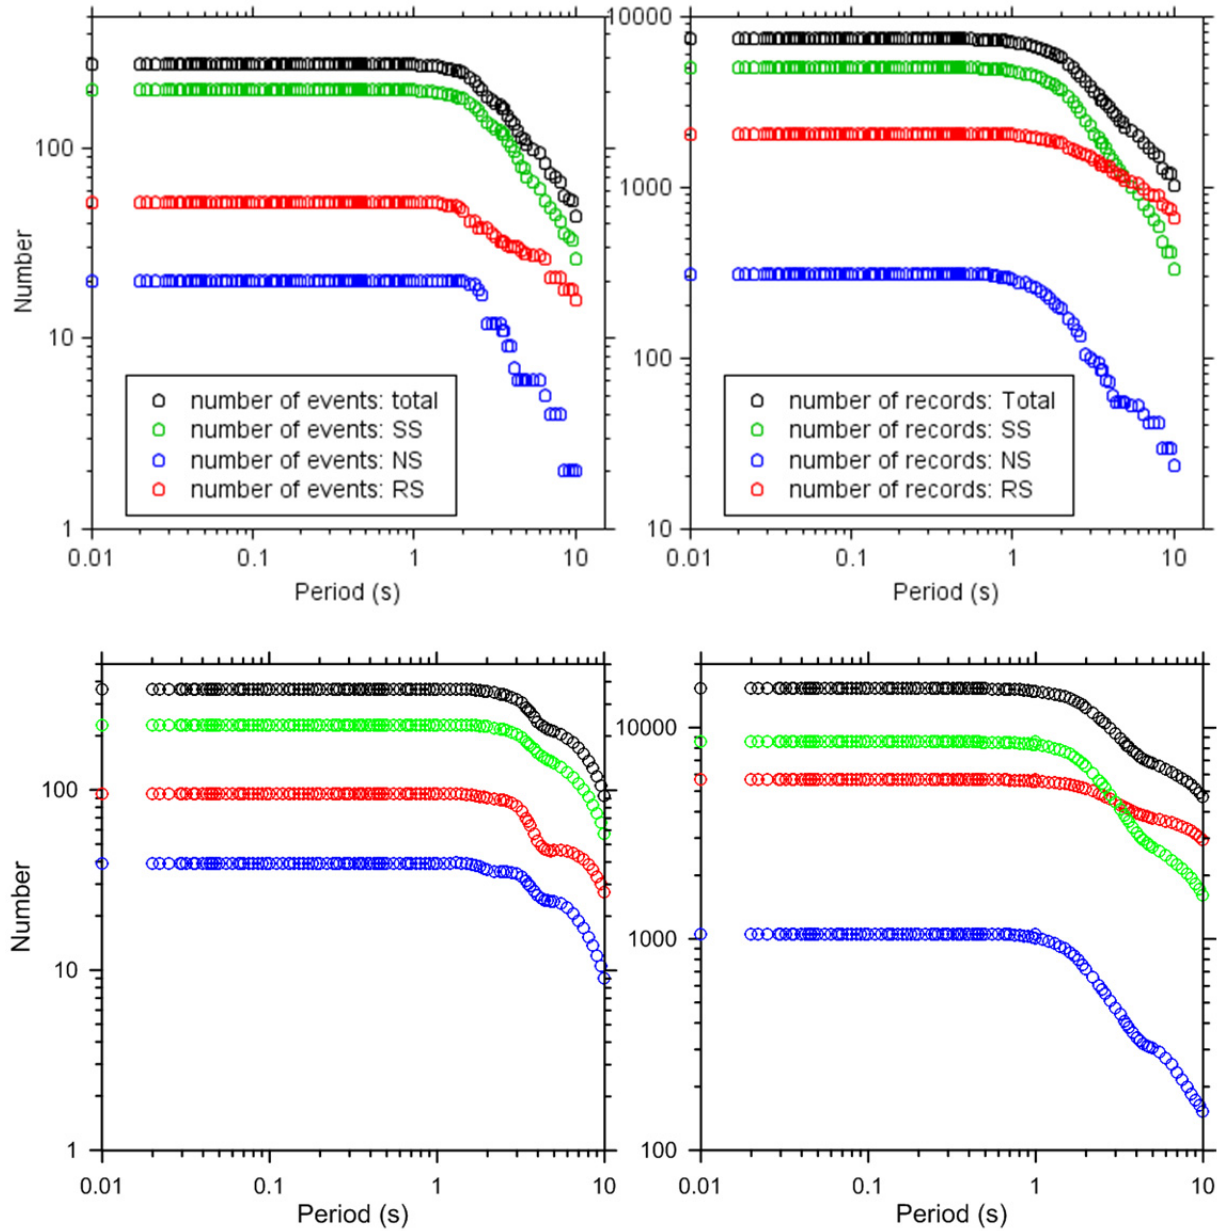 10000
100
10
1
Number
number of events: total
number of events: SS
number of events: NS
number of events: RS
0.01 0.1 1 10
Period (s)
1000
100
10
number of records: Total
number of records: SS
number of records: NS
number of records: RS
0.01 0.1 1 10
Period (s)
100
10
1
Number
0.01 0.1 1 10
Period (s)
10000
1000
100
0.01 0.1 1 10
Period (s)